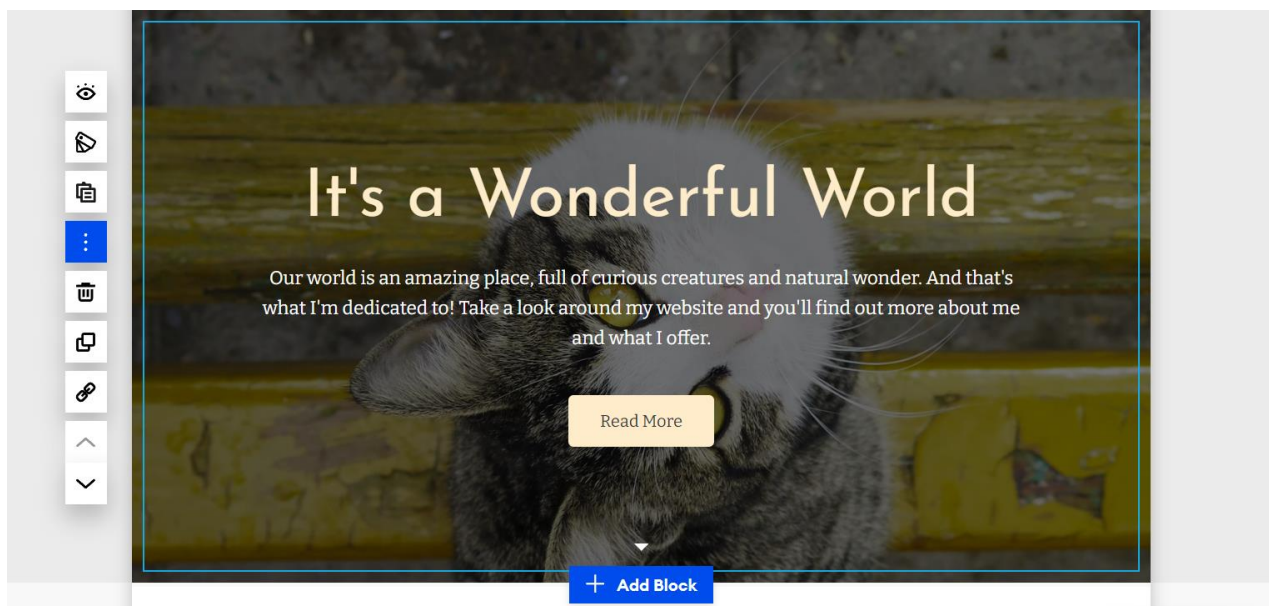 It's a Wonderful World
Our world is an amazing place, full of curious creatures and natural wonder. And that's
what I'm dedicated to! Take a look around my website and you'll find out more about me
and what I offer.
Read More
Add Block